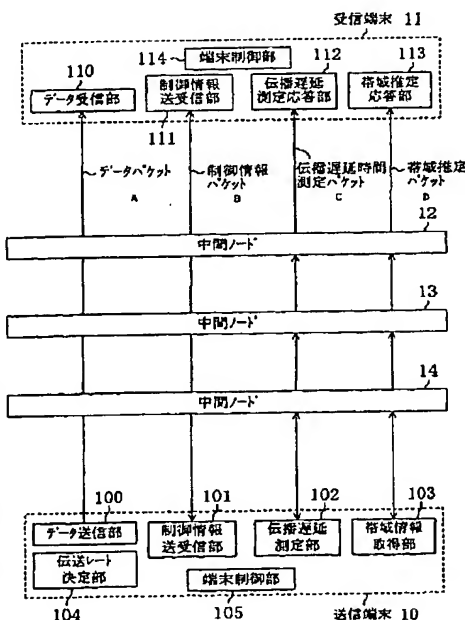 受信端末 11
114
端末制御部
112
113
110
データ受信部
制御情報
送受信部
伝播遅延
測定応答部
帯域推定
応答部
111
データパケット
A
制御情報
パケット
B
伝播遅延時間
測定パケット
C
帯域推定
パケット
D
12
中間ノード
13
中間ノード
14
中間ノード
100
101
102
103
データ送信部
制御情報
送受信部
伝播遅延
測定部
帯域情報
取得部
伝送レート
決定部
端末制御部
104
105
送信端末 10